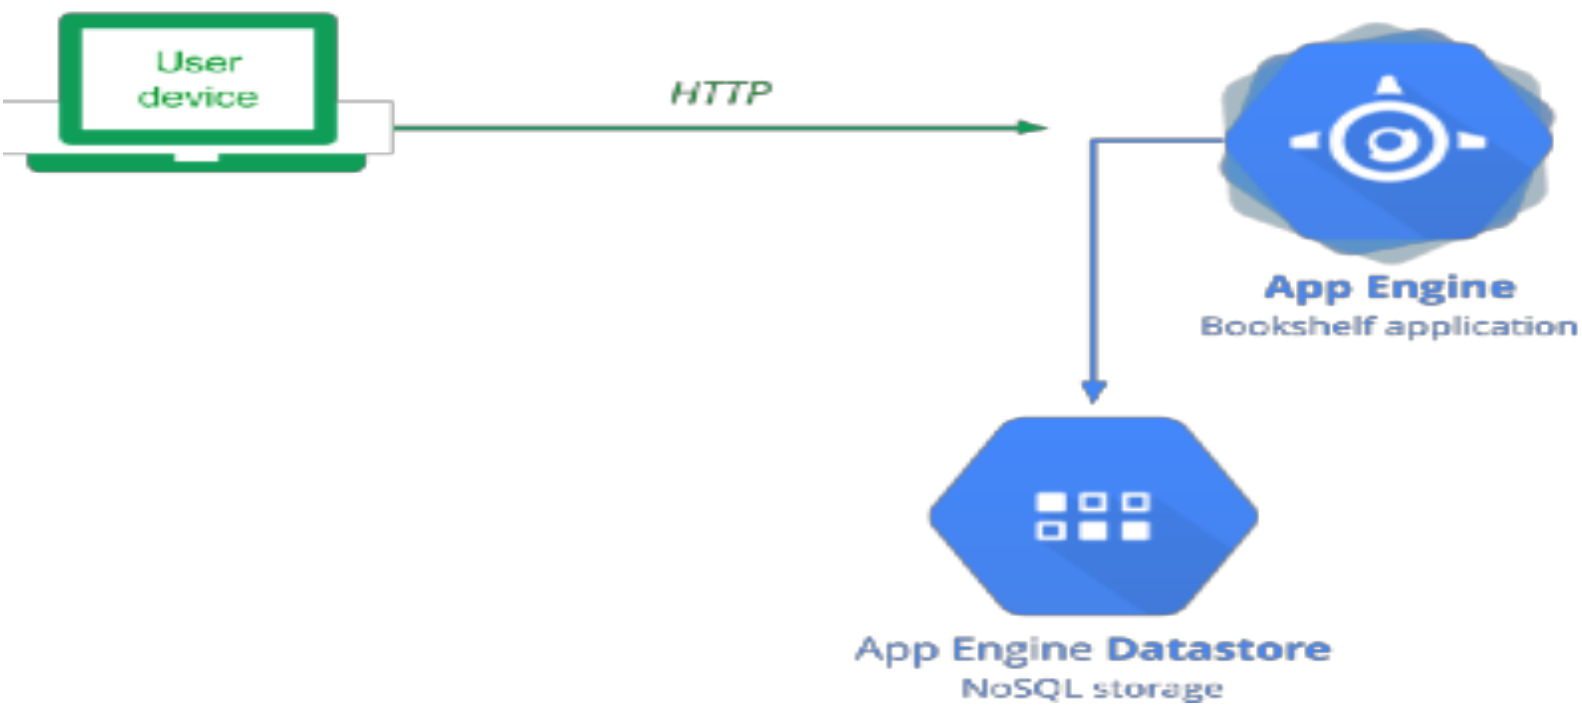 User
device
HTTP
App Engine
Bookshelf application
App Engine Datastore
NoSQL storage